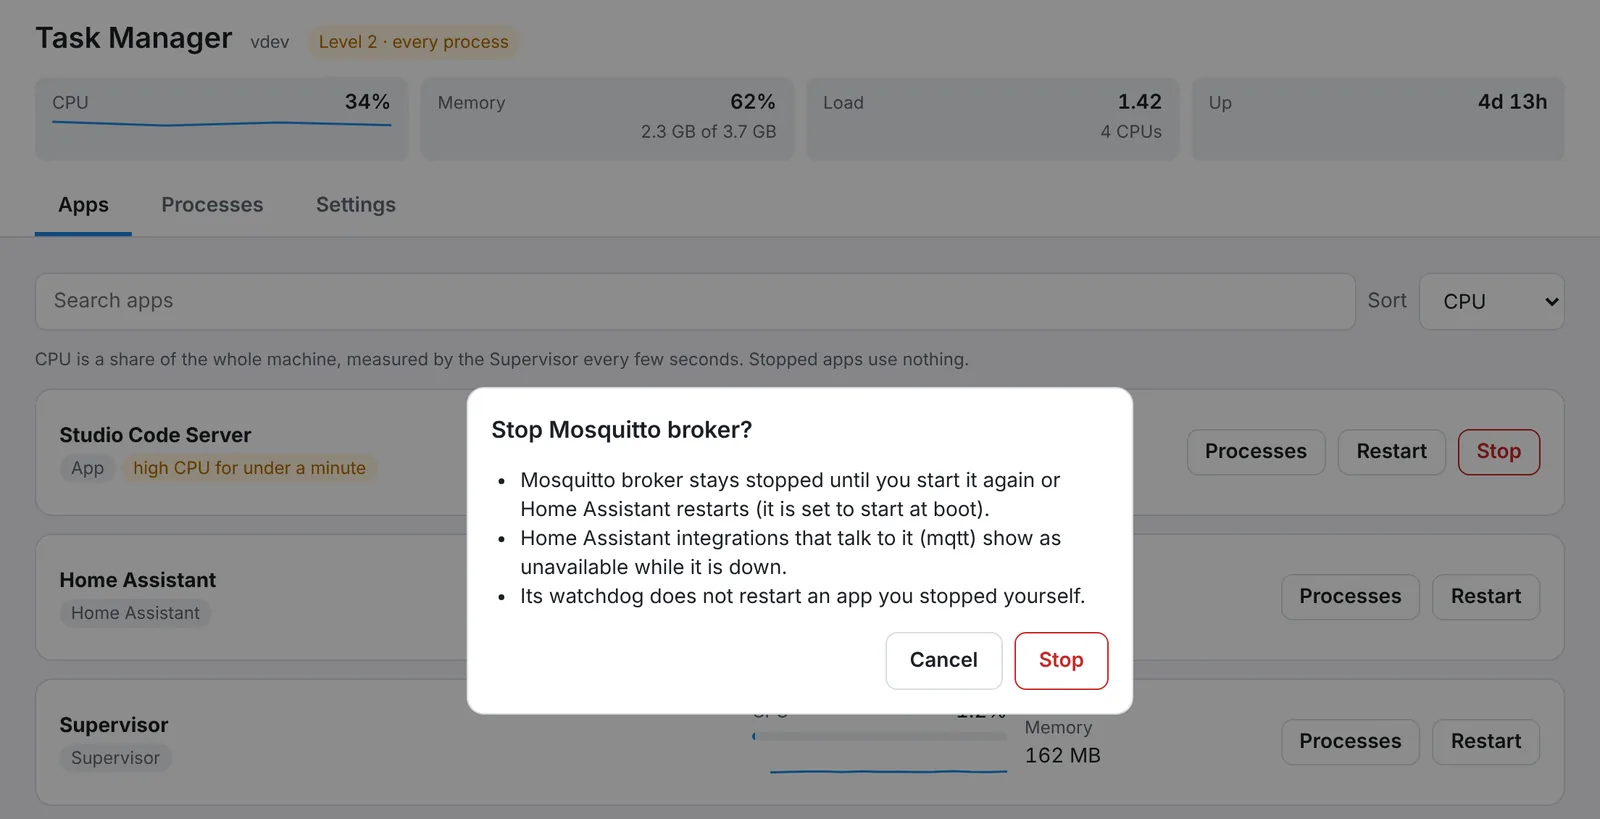 Task Manager vdev Level 2 · every process
CPU 34%
Memory 62%
2.3 GB of 3.7 GB
Load 1.42
4 CPUs
Up 4d 13h
Apps Processes Settings
Search apps
Sort CPU
CPU is a share of the whole machine, measured by the Supervisor every few seconds. Stopped apps use nothing.
Studio Code Server
App high CPU for under a minute
Processes Restart Stop
Stop Mosquitto broker?
• Mosquitto broker stays stopped until you start it again or
Home Assistant restarts (it is set to start at boot).
• Home Assistant integrations that talk to it (mqtt) show as
unavailable while it is down.
• Its watchdog does not restart an app you stopped yourself.
Cancel Stop
Home Assistant
Home Assistant
Processes Restart
Supervisor
Supervisor
Memory
162 MB
Processes Restart